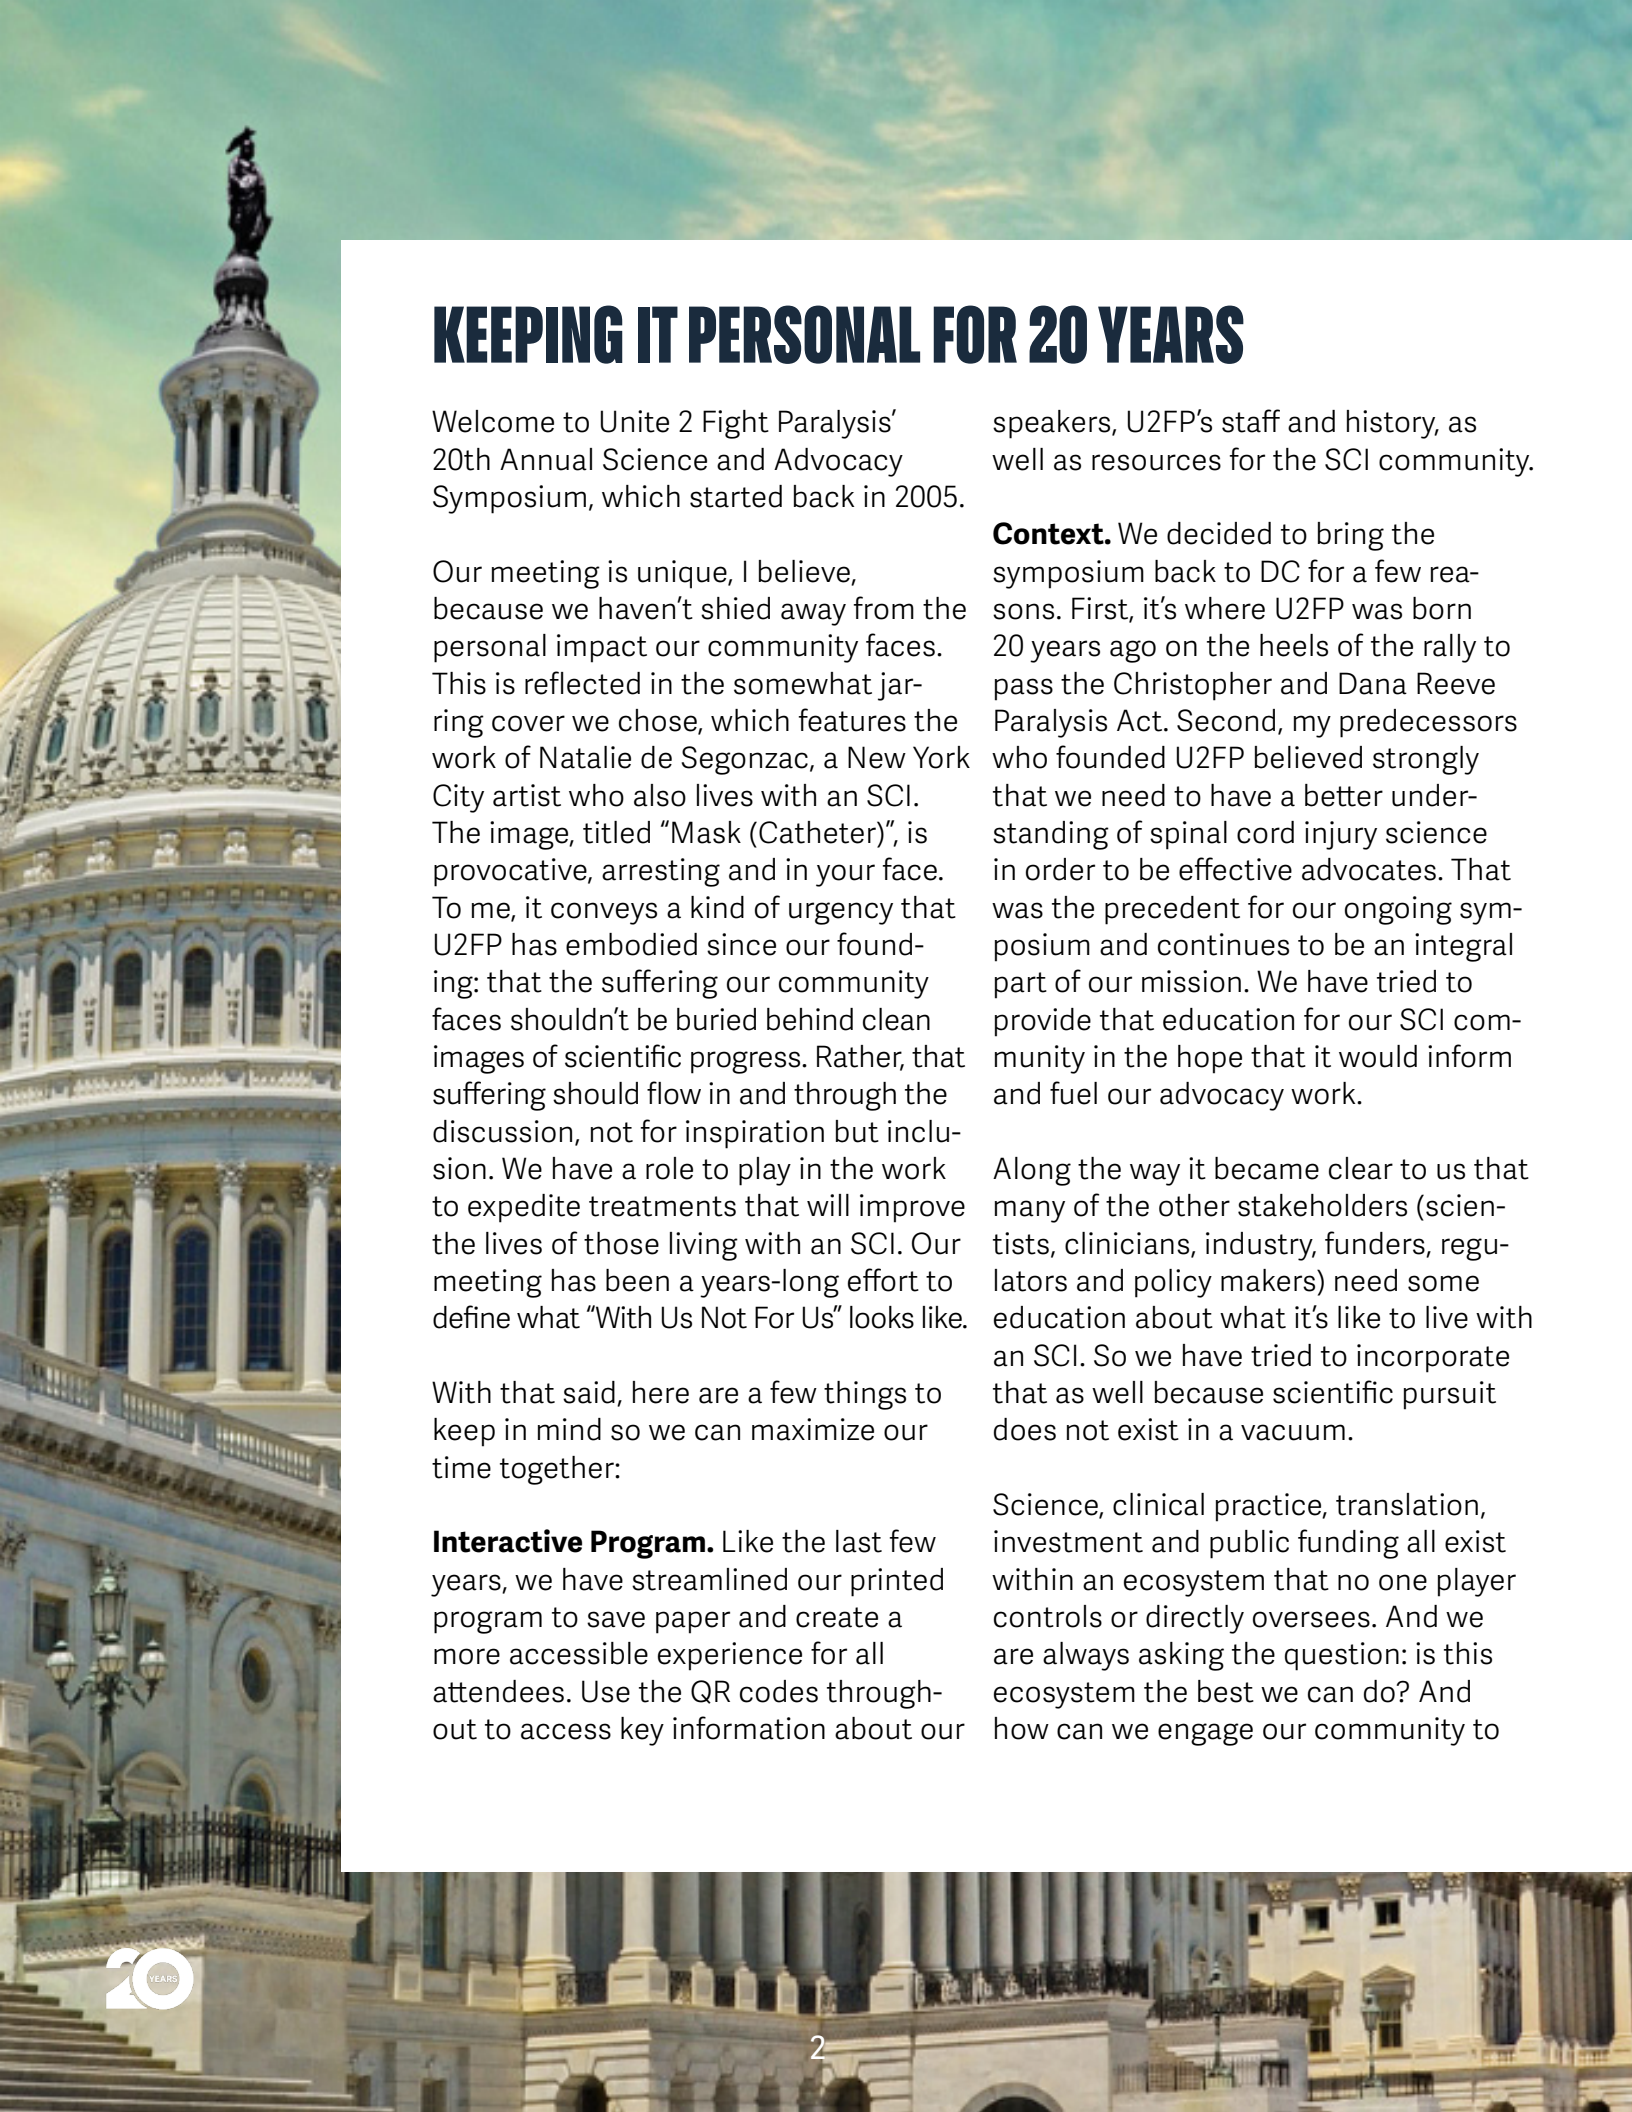 KEEPING IT PERSONAL FOR 20 YEARS
Welcome to Unite 2 Fight Paralysis’
20th Annual Science and Advocacy
Symposium, which started back in 2005.
Our meeting is unique, I believe,
because we haven’t shied away from the
personal impact our community faces.
This is reflected in the somewhat jar-
ring cover we chose, which features the
work of Natalie de Segonzac, a New York
City artist who also lives with an SCI.
The image, titled “Mask (Catheter)”, is
provocative, arresting and in your face.
To me, it conveys a kind of urgency that
U2FP has embodied since our found-
ing: that the suffering our community
faces shouldn’t be buried behind clean
images of scientific progress. Rather, that
suffering should flow in and through the
discussion, not for inspiration but inclu-
sion. We have a role to play in the work
to expedite treatments that will improve
the lives of those living with an SCI. Our
meeting has been a years-long effort to
define what “With Us Not For Us” looks like.
With that said, here are a few things to
keep in mind so we can maximize our
time together:
Interactive Program. Like the last few
years, we have streamlined our printed
program to save paper and create a
more accessible experience for all
attendees. Use the QR codes through-
out to access key information about our
speakers, U2FP’s staff and history, as
well as resources for the SCI community.
Context. We decided to bring the
symposium back to DC for a few rea-
sons. First, it’s where U2FP was born
20 years ago on the heels of the rally to
pass the Christopher and Dana Reeve
Paralysis Act. Second, my predecessors
who founded U2FP believed strongly
that we need to have a better under-
standing of spinal cord injury science
in order to be effective advocates. That
was the precedent for our ongoing sym-
posium and continues to be an integral
part of our mission. We have tried to
provide that education for our SCI com-
munity in the hope that it would inform
and fuel our advocacy work.
Along the way it became clear to us that
many of the other stakeholders (scien-
tists, clinicians, industry, funders, regu-
lators and policy makers) need some
education about what it’s like to live with
an SCI. So we have tried to incorporate
that as well because scientific pursuit
does not exist in a vacuum.
Science, clinical practice, translation,
investment and public funding all exist
within an ecosystem that no one player
controls or directly oversees. And we
are always asking the question: is this
ecosystem the best we can do? And
how can we engage our community to
20 YEARS
2